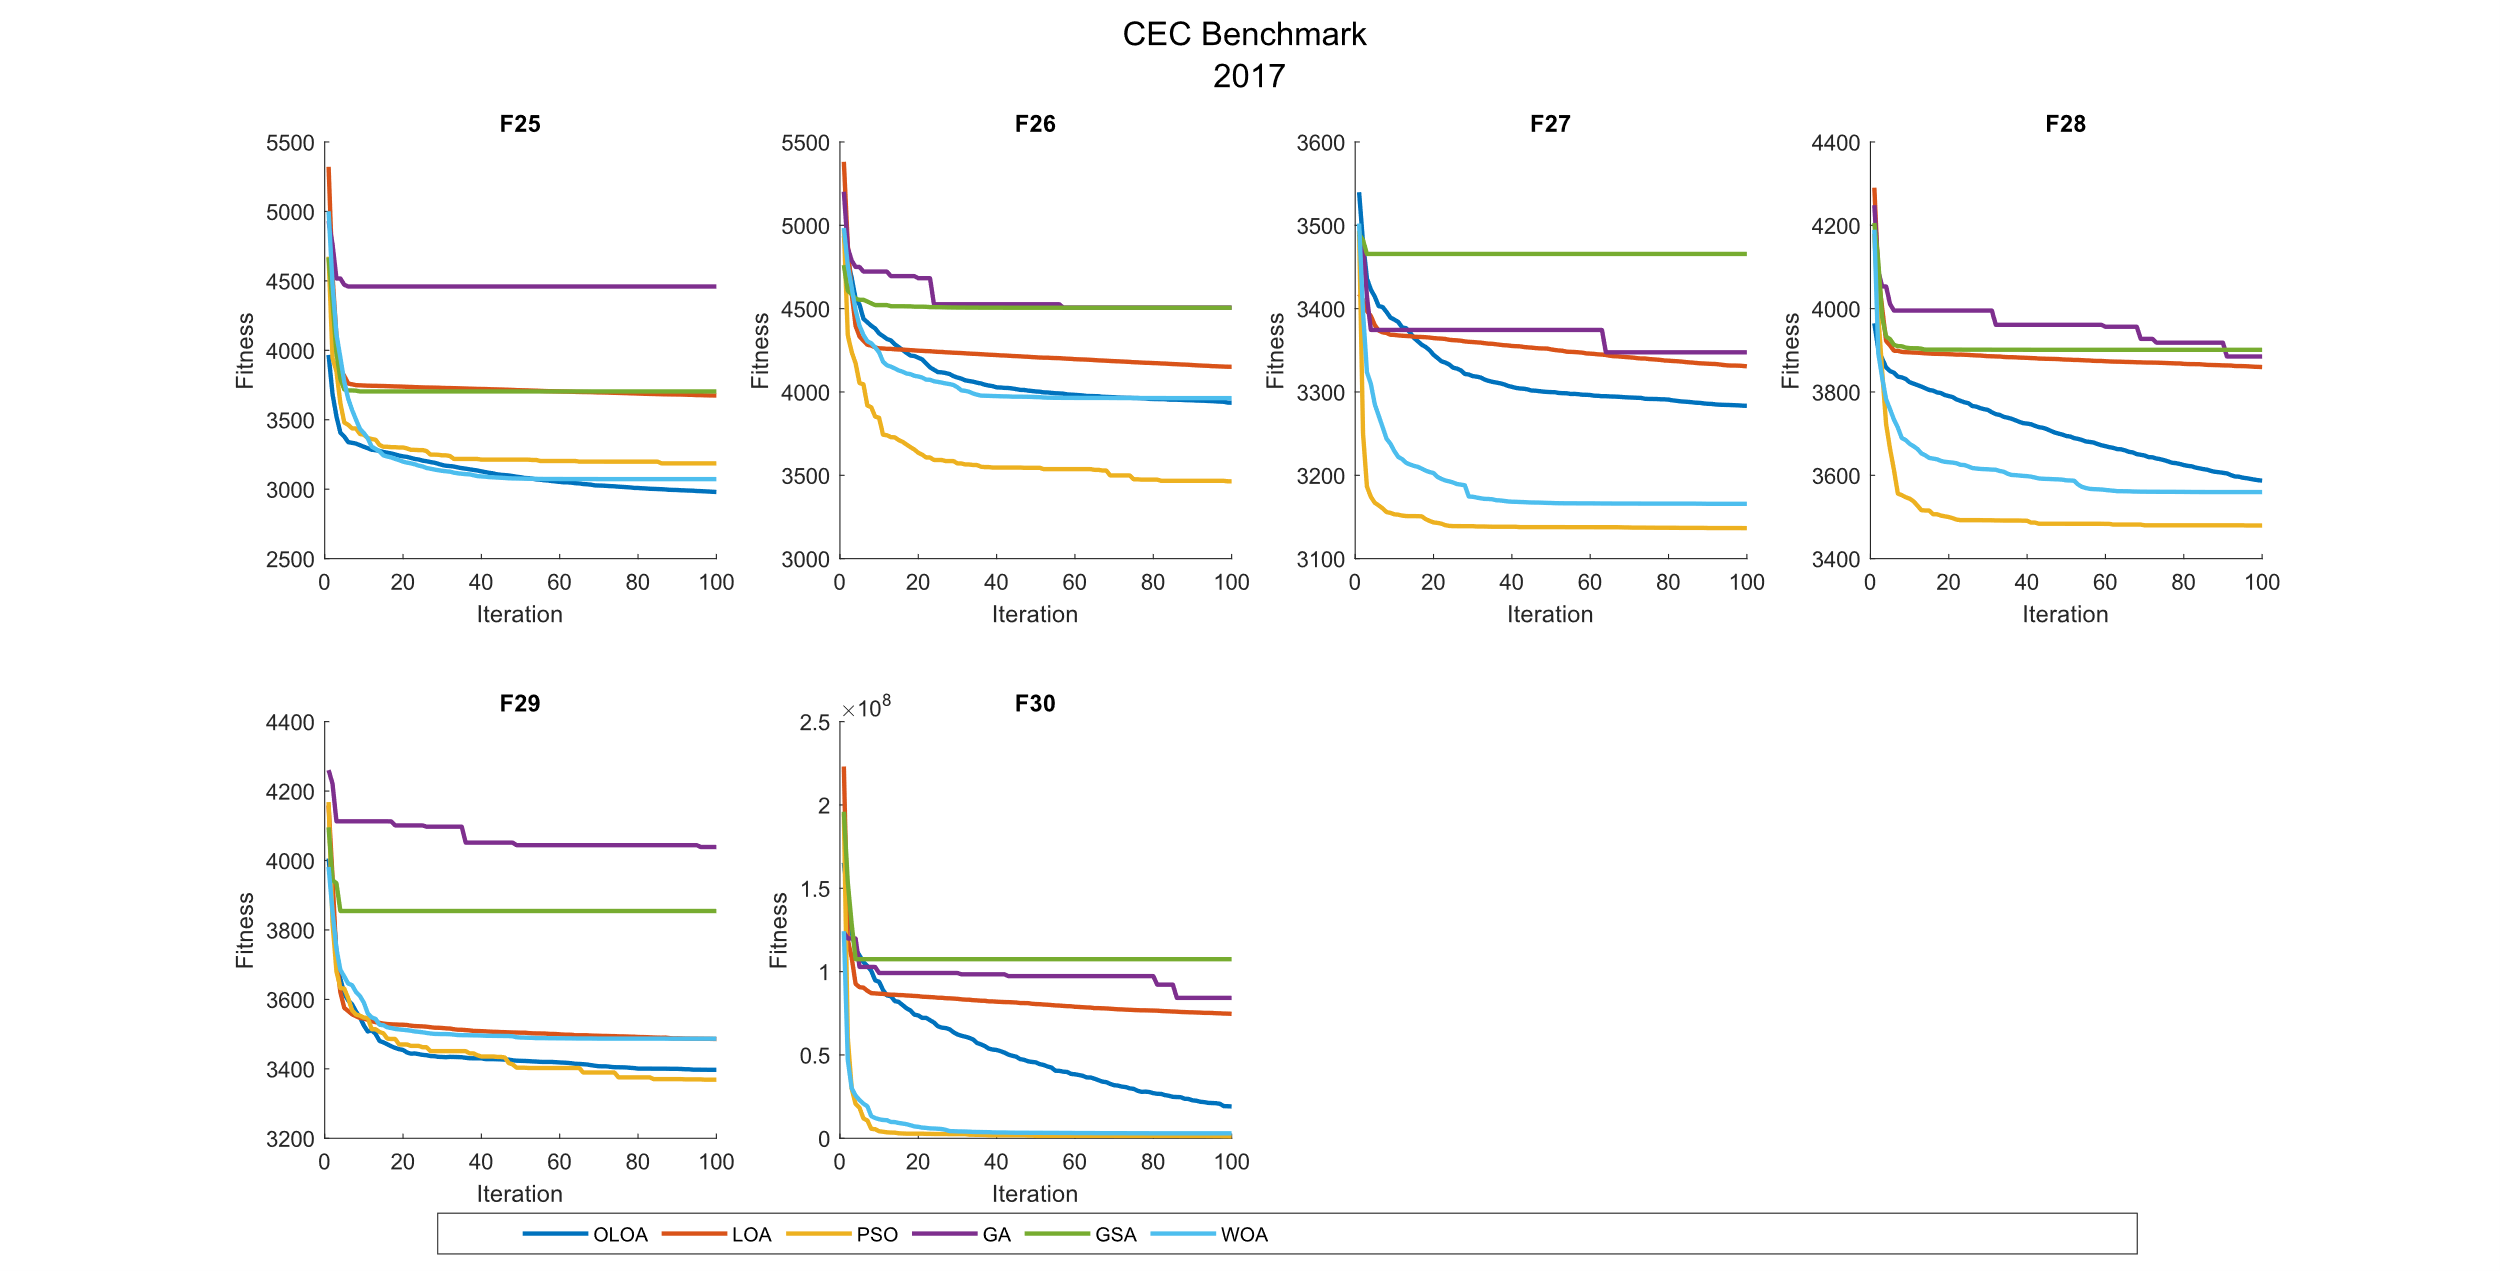 CEC Benchmark
2017
F25
5500
5000
4500
4000
3500
3000
2500
Fitness
0 20 40 60 80 100
Iteration
F26
5500
5000
4500
4000
3500
3000
Fitness
0 20 40 60 80 100
Iteration
F27
3600
3500
3400
3300
3200
3100
Fitness
0 20 40 60 80 100
Iteration
F28
4400
4200
4000
3800
3600
3400
Fitness
0 20 40 60 80 100
Iteration
F29
4400
4200
4000
3800
3600
3400
3200
Fitness
0 20 40 60 80 100
Iteration
F30
×10⁸
2.5
2
1.5
1
0.5
0
Fitness
0 20 40 60 80 100
Iteration
OLOA LOA PSO GA GSA WOA